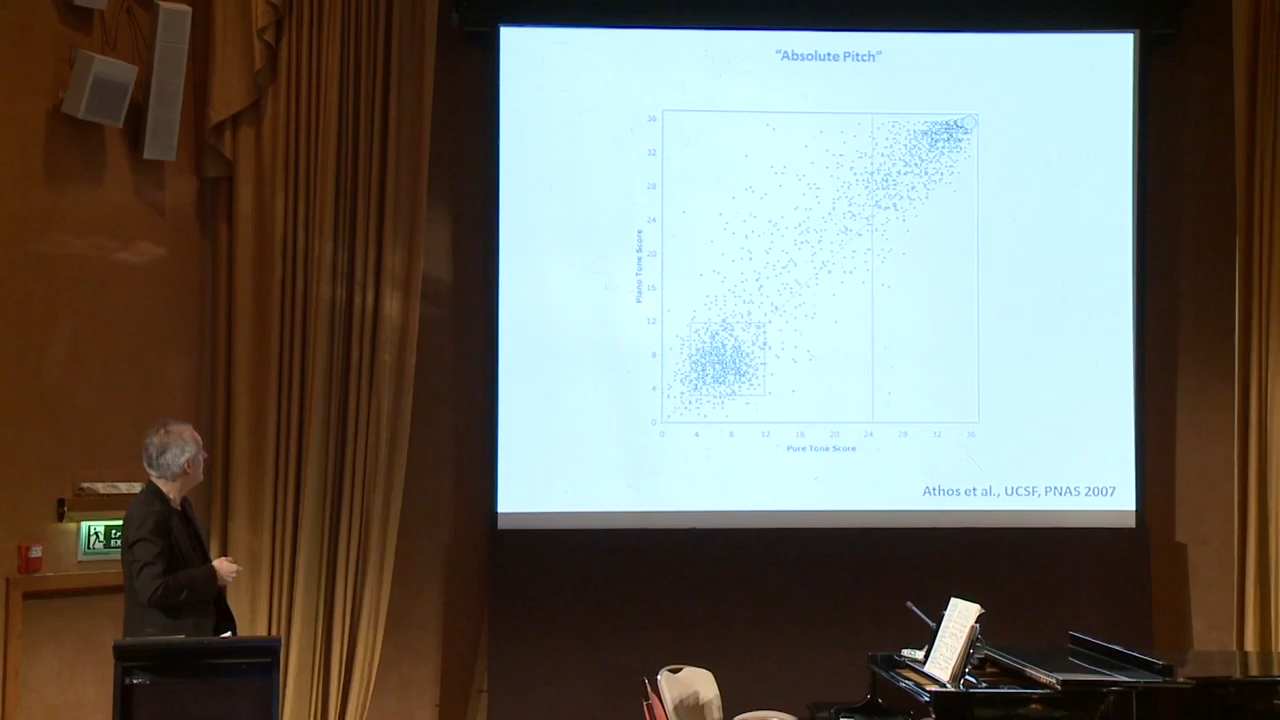 “Absolute Pitch”
36
32
28
24
20
16
12
8
4
0
Piano Tone Score
0 4 8 12 16 20 24 28 32 36
Pure Tone Score
Athos et al., UCSF, PNAS 2007
EX